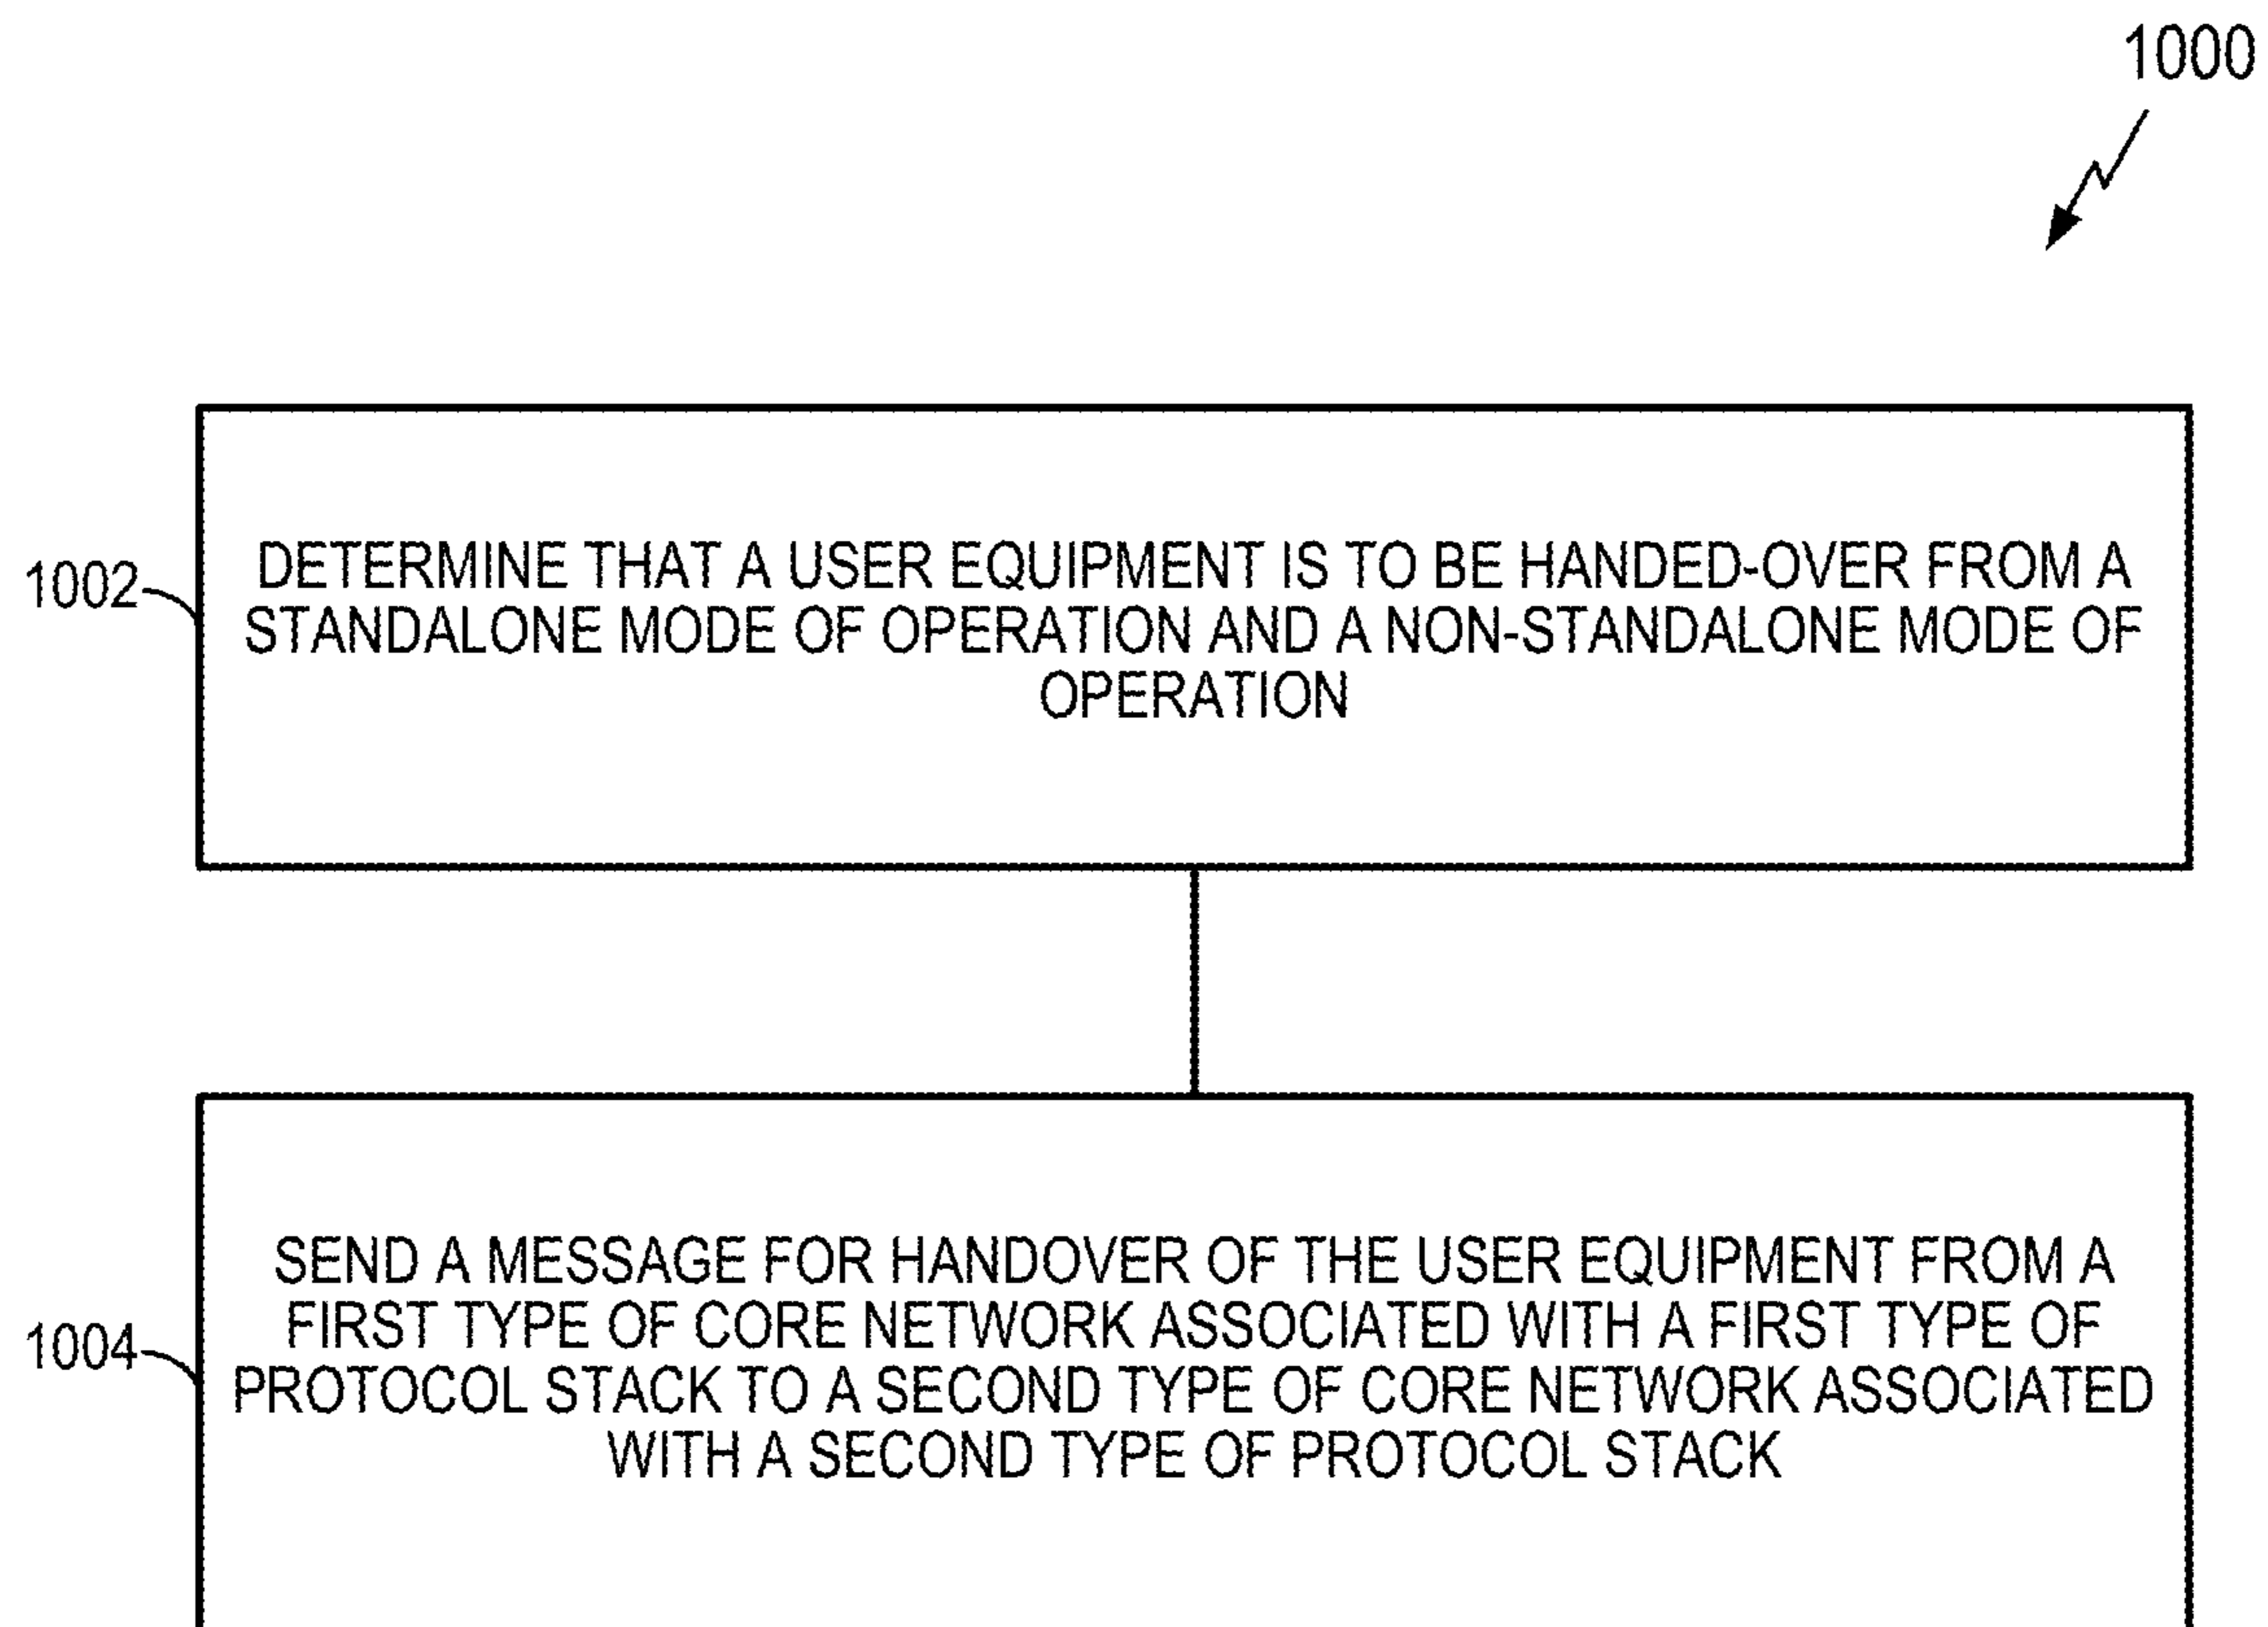 1000
1002
DETERMINE THAT A USER EQUIPMENT IS TO BE HANDED-OVER FROM A
STANDALONE MODE OF OPERATION AND A NON-STANDALONE MODE OF
OPERATION
1004
SEND A MESSAGE FOR HANDOVER OF THE USER EQUIPMENT FROM A
FIRST TYPE OF CORE NETWORK ASSOCIATED WITH A FIRST TYPE OF
PROTOCOL STACK TO A SECOND TYPE OF CORE NETWORK ASSOCIATED
WITH A SECOND TYPE OF PROTOCOL STACK